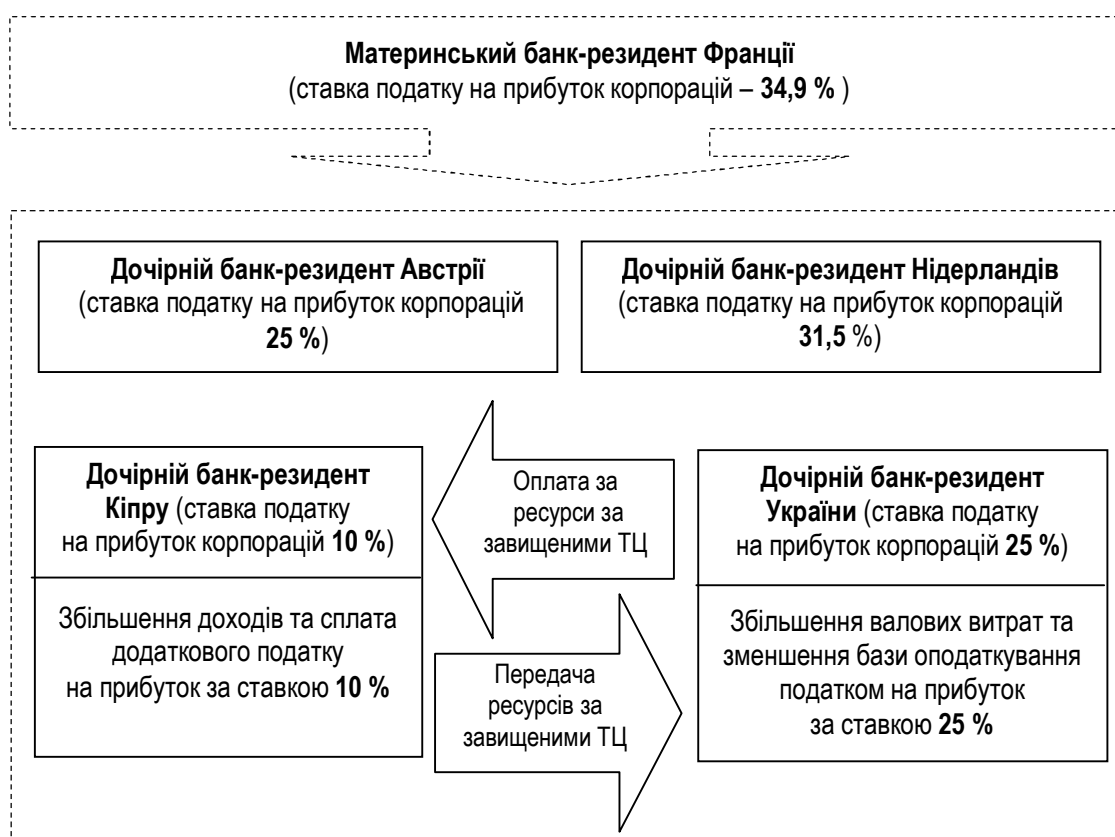 Материнський банк-резидент Франції
(ставка податку на прибуток корпорацій – 34,9 % )
Дочірній банк-резидент Австрії
(ставка податку на прибуток корпорацій
25 %)
Дочірній банк-резидент Нідерландів
(ставка податку на прибуток корпорацій
31,5 %)
Дочірній банк-резидент
Кіпру (ставка податку
на прибуток корпорацій 10 %)
Збільшення доходів та сплата
додаткового податку
на прибуток за ставкою 10 %
Оплата за
ресурси за
завищеними ТЦ
Передача
ресурсів за
завищеними ТЦ
Дочірній банк-резидент
України (ставка податку
на прибуток корпорацій 25 %)
Збільшення валових витрат та
зменшення бази оподаткування
податком на прибуток
за ставкою 25 %